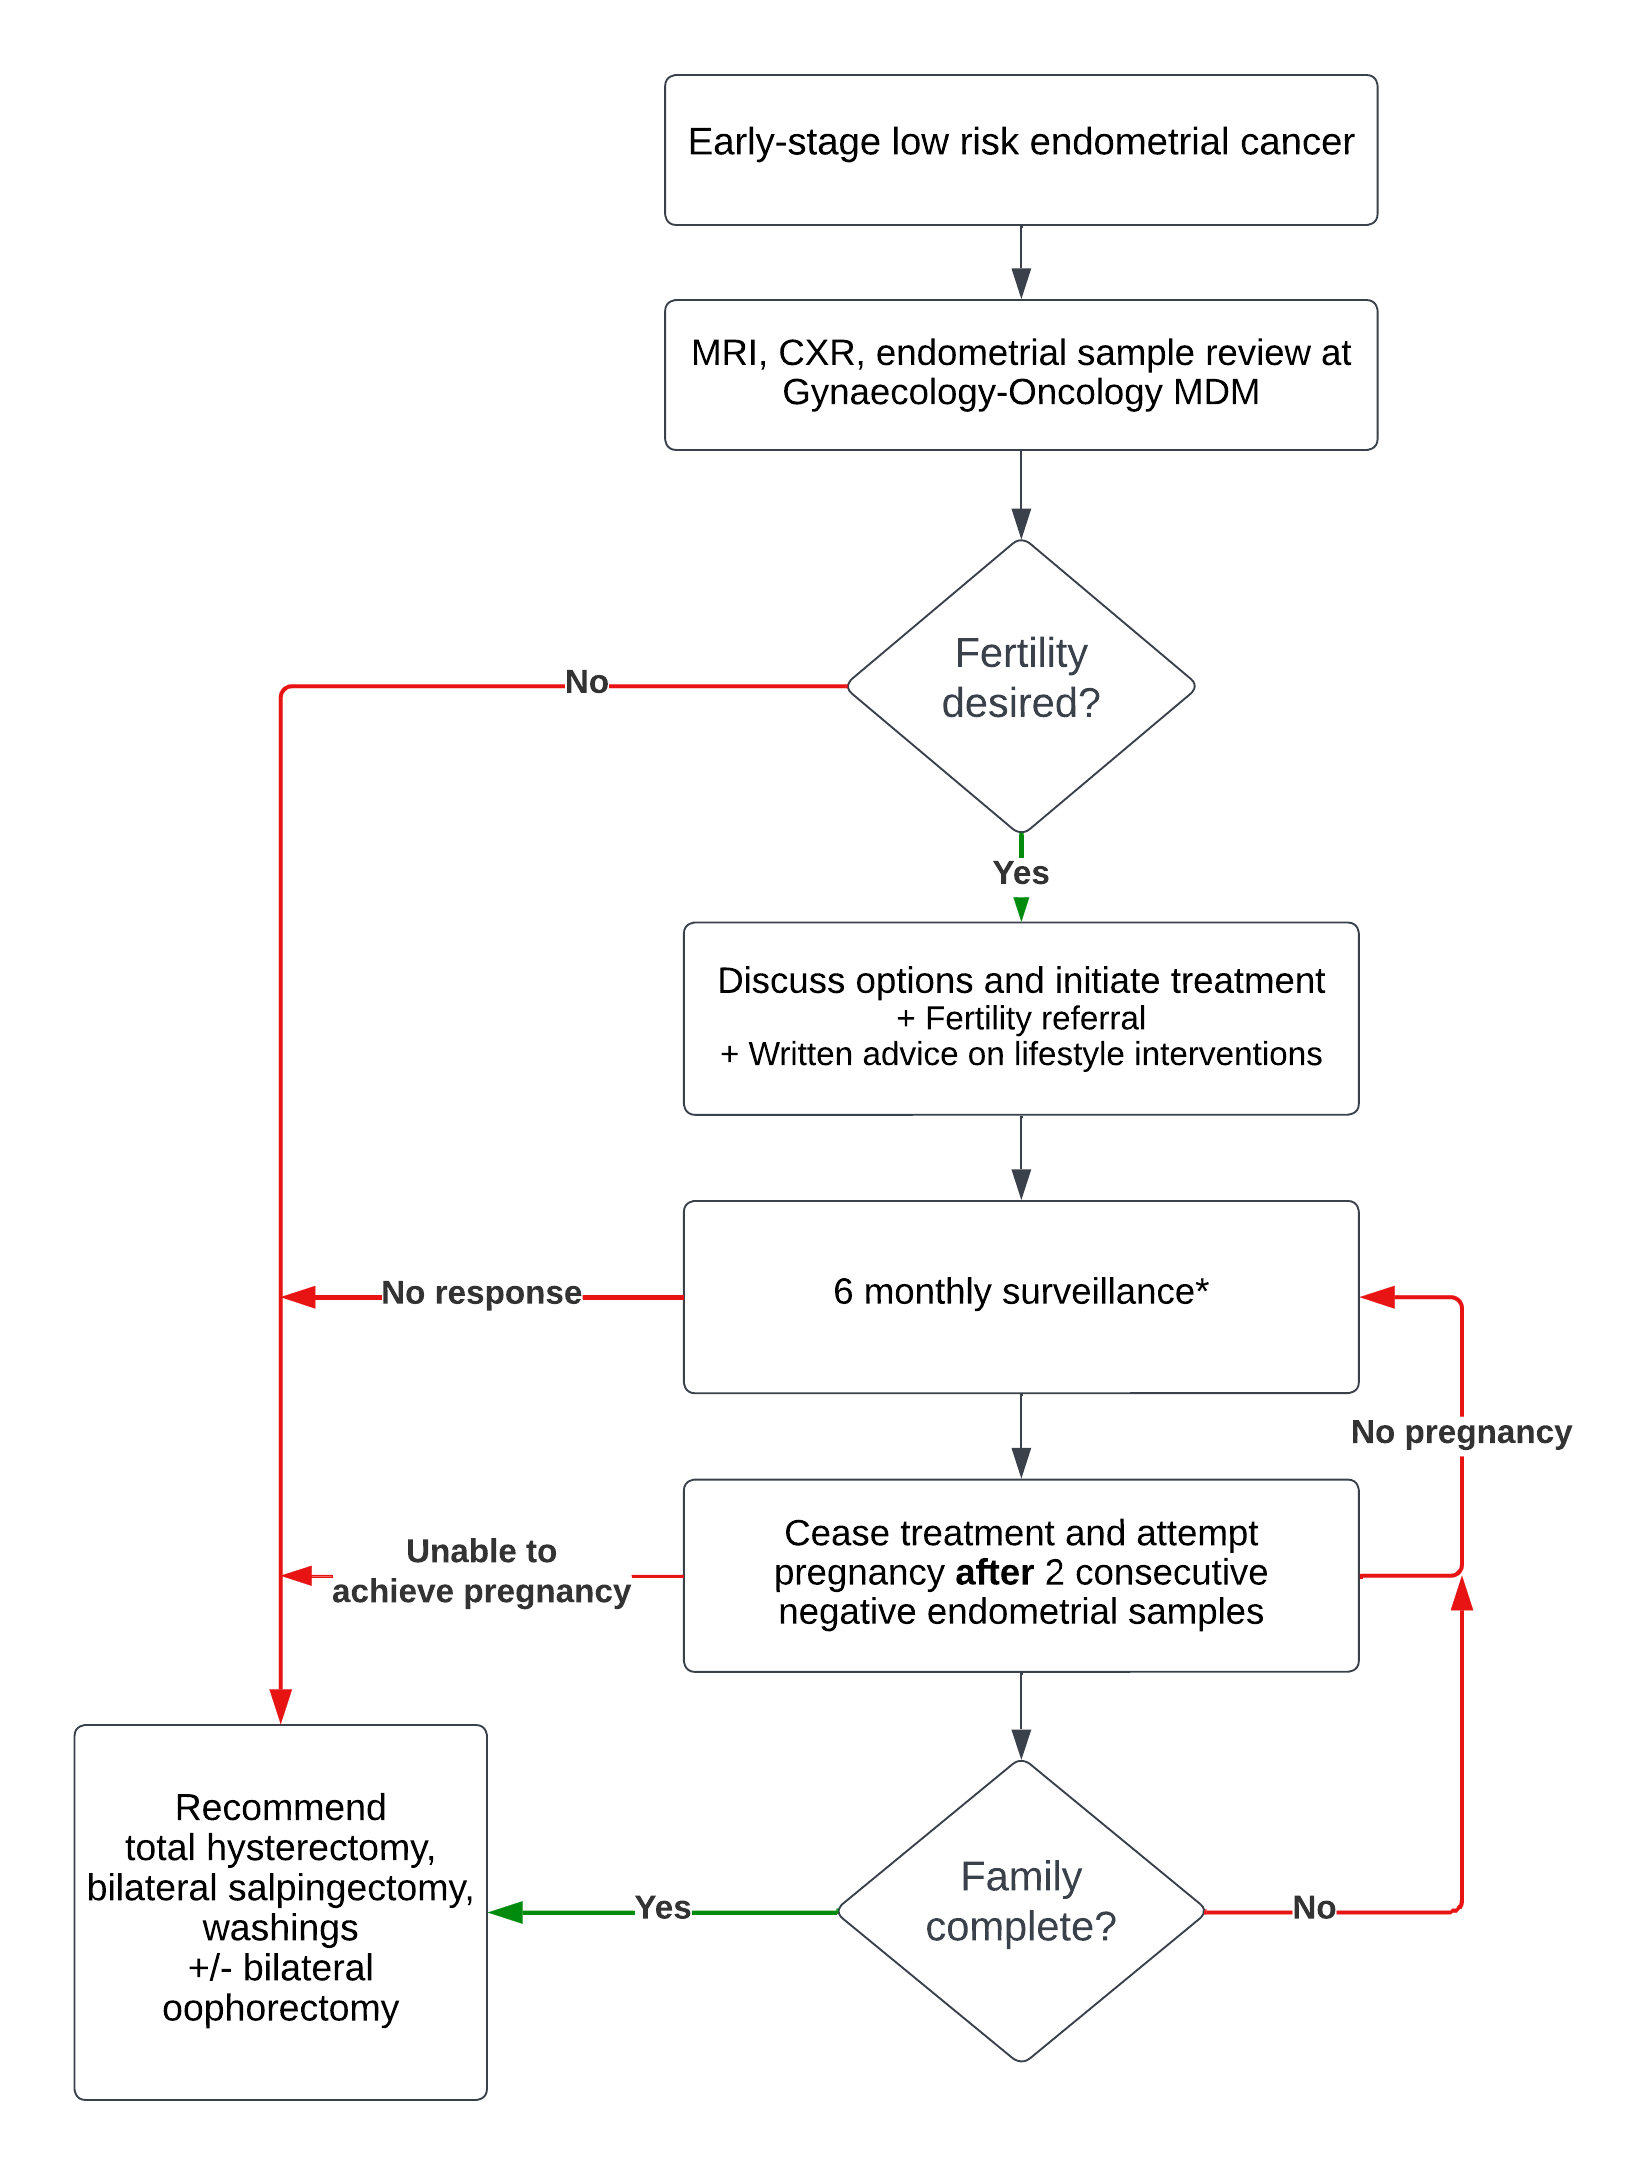 Early-stage low risk endometrial cancer
MRI, CXR, endometrial sample review at
Gynaecology-Oncology MDM
Fertility
desired?
No
Yes
Discuss options and initiate treatment
+ Fertility referral
+ Written advice on lifestyle interventions
6 monthly surveillance*
No response
No pregnancy
Cease treatment and attempt
pregnancy after 2 consecutive
negative endometrial samples
Unable to
achieve pregnancy
Family
complete?
Yes
No
Recommend
total hysterectomy,
bilateral salpingectomy,
washings
+/- bilateral
oophorectomy